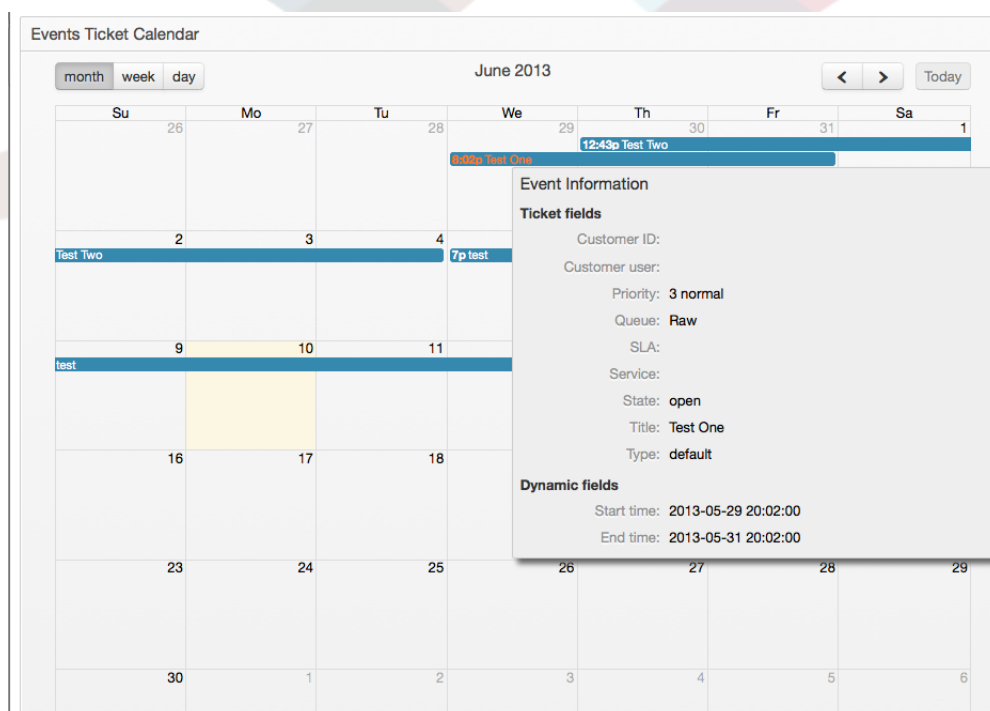 Events Ticket Calendar
month week day June 2013 < > Today
Su Mo Tu We Th Fr Sa
26 27 28 29 30 31 1
12:43p Test Two
8:02p Test One
Event Information
Ticket fields
Customer ID:
Customer user:
Priority: 3 normal
Queue: Raw
SLA:
Service:
State: open
Title: Test One
Type: default
Dynamic fields
Start time: 2013-05-29 20:02:00
End time: 2013-05-31 20:02:00
2 3 4
Test Two 7p test
9 10 11
test
16 17 18
23 24 25 26 27 28 29
30 1 2 3 4 5 6